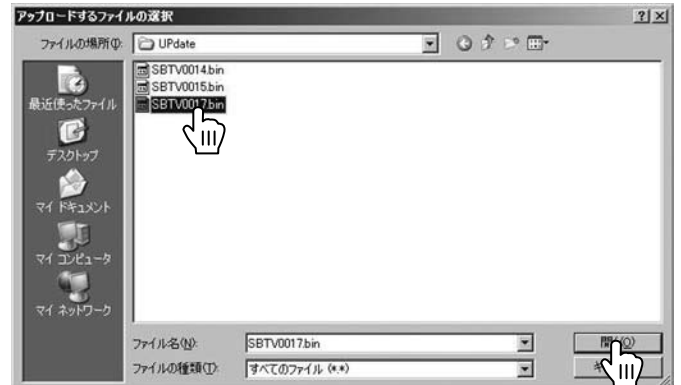 アップロードするファイルの選択
ファイルの場所(I):
UPdate
SBTV0014.bin
SBTV0015.bin
SBTV0017.bin
最近使ったファイル
デスクトップ
マイ ドキュメント
マイ コンピュータ
マイ ネットワーク
ファイル名(N):
SBTV0017.bin
開(O)
ファイルの種類(T):
すべてのファイル (*.*)
キ